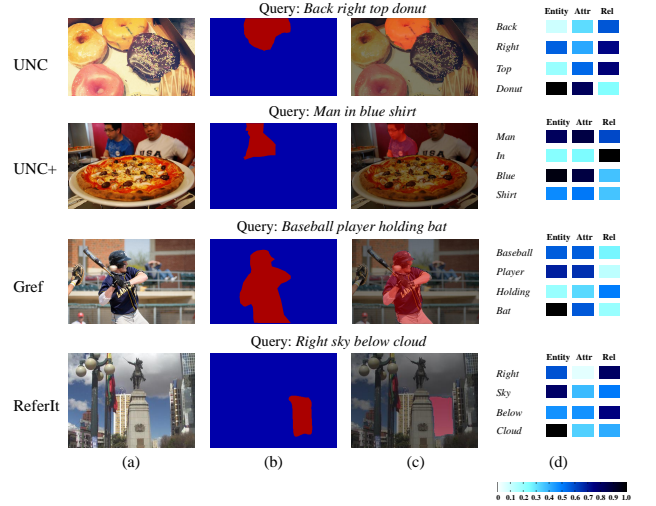 Query: Back right top donut
UNC
Entity Attr Rel
Back
Right
Top
Donut
Query: Man in blue shirt
UNC+
USA
Entity Attr Rel
Man
In
Blue
Shirt
Query: Baseball player holding bat
Gref
Entity Attr Rel
Baseball
Player
Holding
Bat
Query: Right sky below cloud
ReferIt
Entity Attr Rel
Right
Sky
Below
Cloud
(a) (b) (c) (d)
0 0.1 0.2 0.3 0.4 0.5 0.6 0.7 0.8 0.9 1.0